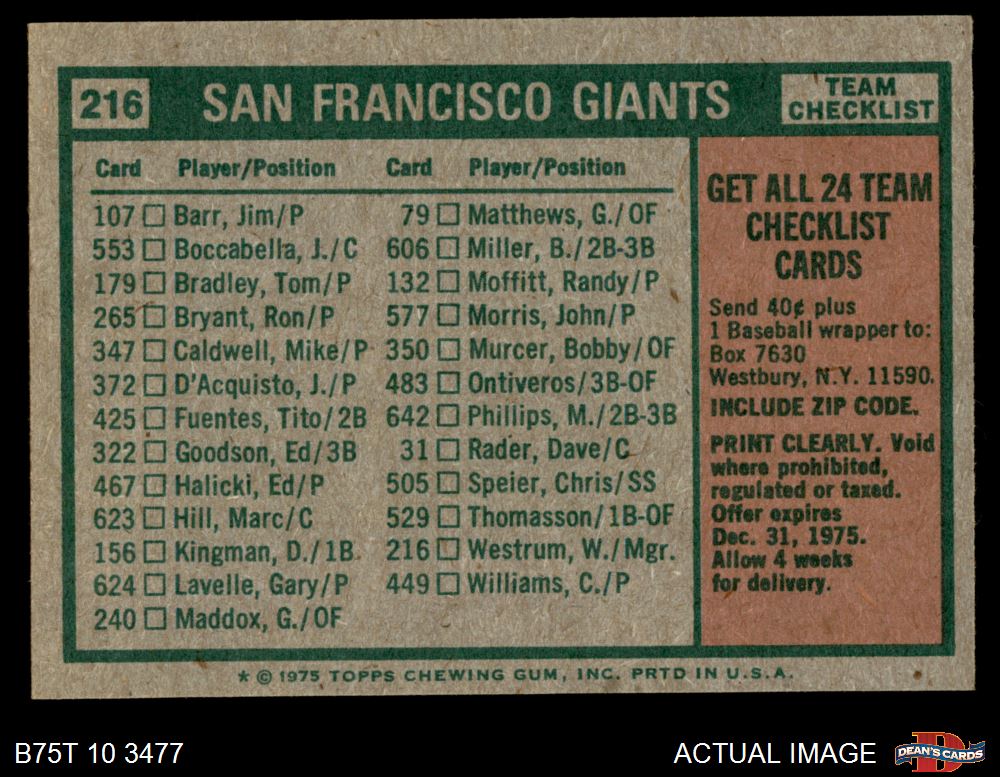 216 SAN FRANCISCO GIANTS TEAM CHECKLIST
Card Player/Position Card Player/Position
107 □ Barr, Jim/P
553 □ Boccabella, J./C
179 □ Bradley, Tom/P
265 □ Bryant, Ron/P
347 □ Caldwell, Mike/P
372 □ D'Acquisto, J./P
425 □ Fuentes, Tito/2B
322 □ Goodson, Ed/3B
467 □ Halicki, Ed/P
623 □ Hill, Marc/C
156 □ Kingman, D./1B
624 □ Lavelle, Gary/P
240 □ Maddox, G./OF
79 □ Matthews, G./OF
606 □ Miller, B./2B-3B
132 □ Moffitt, Randy/P
577 □ Morris, John/P
350 □ Murcer, Bobby/OF
483 □ Ontiveros/3B-OF
642 □ Phillips, M./2B-3B
31 □ Rader, Dave/C
505 □ Speier, Chris/SS
529 □ Thomasson/1B-OF
216 □ Westrum, W./Mgr.
449 □ Williams, C./P
GET ALL 24 TEAM
CHECKLIST
CARDS
Send 40¢ plus
1 Baseball wrapper to:
Box 7630
Westbury, N.Y. 11590.
INCLUDE ZIP CODE.
PRINT CLEARLY. Void
where prohibited,
regulated or taxed.
Offer expires
Dec. 31, 1975.
Allow 4 weeks
for delivery.
* © 1975 TOPPS CHEWING GUM, INC. PRTD IN U.S.A.
B75T 10 3477
ACTUAL IMAGE
DEAN'S CARDS